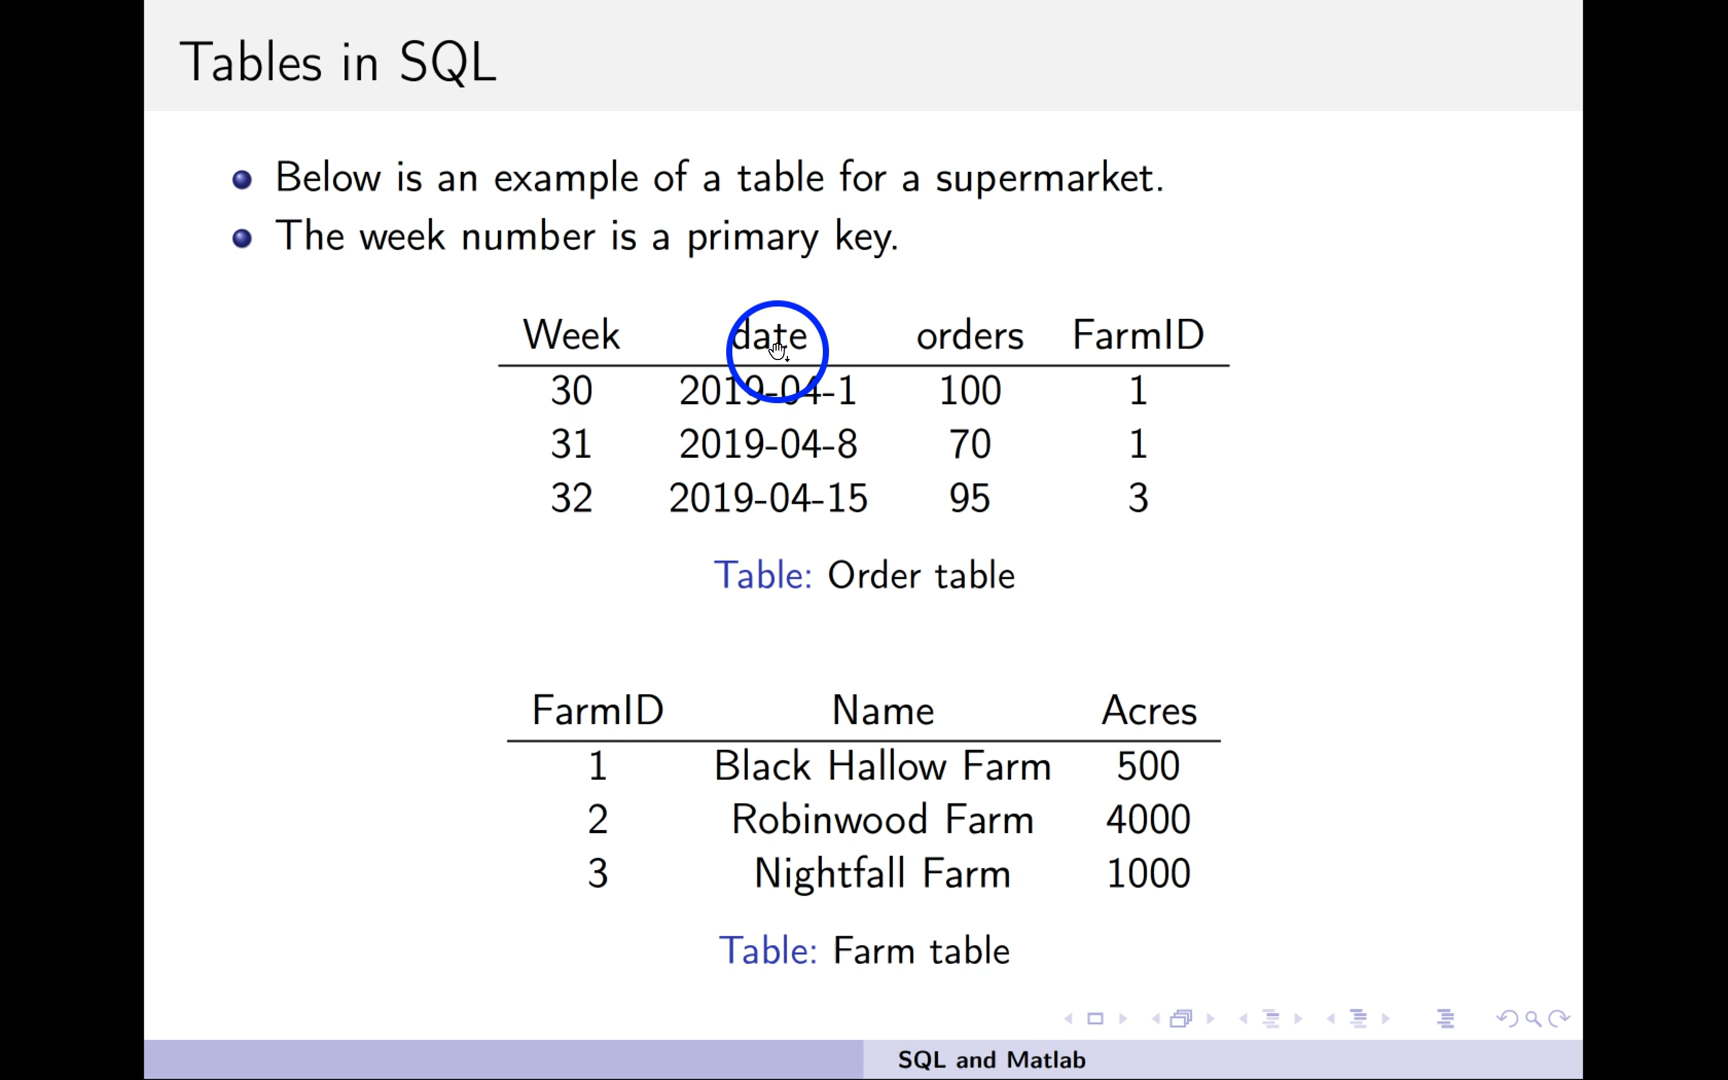 Tables in SQL
Below is an example of a table for a supermarket.
The week number is a primary key.
Week date orders FarmID
30 2019-04-1 100 1
31 2019-04-8 70 1
32 2019-04-15 95 3
Table: Order table
FarmID Name Acres
1 Black Hallow Farm 500
2 Robinwood Farm 4000
3 Nightfall Farm 1000
Table: Farm table
SQL and Matlab